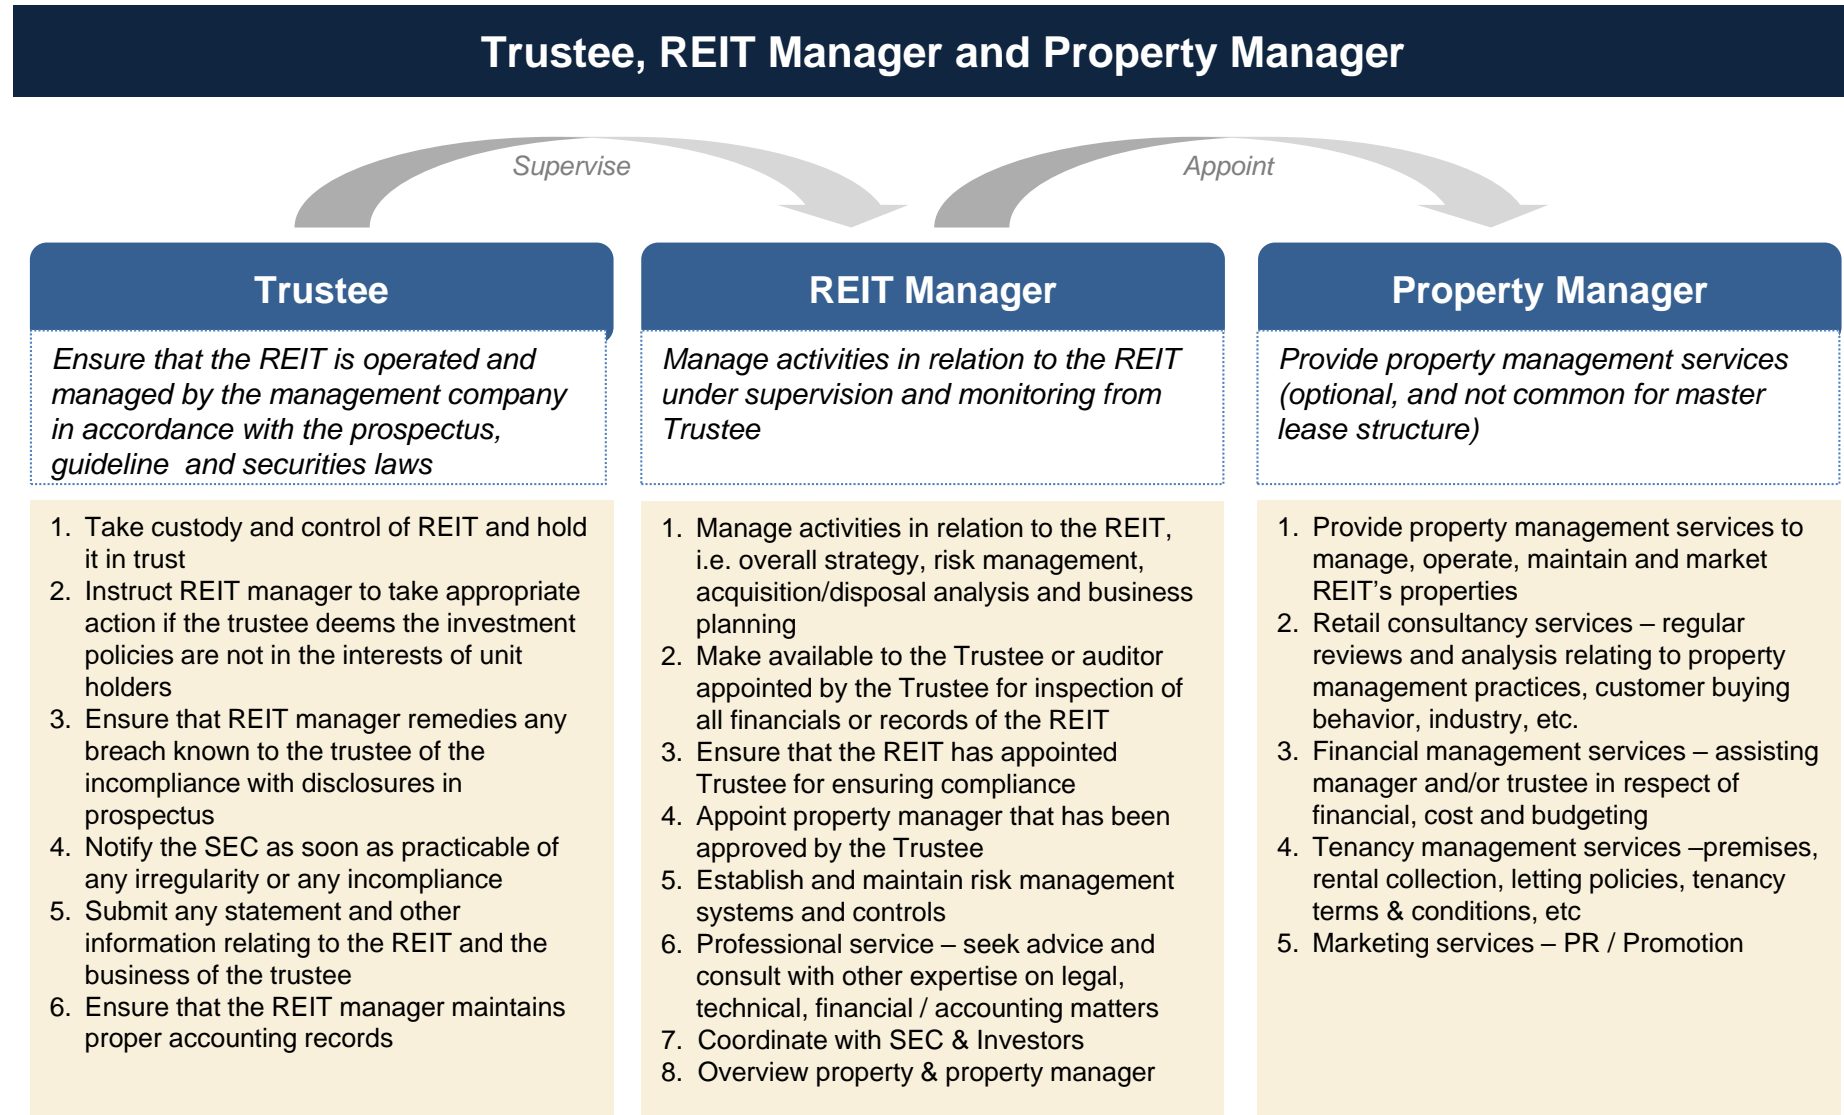 Trustee, REIT Manager and Property Manager
Supervise
Appoint
Trustee
Ensure that the REIT is operated and
managed by the management company
in accordance with the prospectus,
guideline  and securities laws
1. Take custody and control of REIT and hold
it in trust
2. Instruct REIT manager to take appropriate
action if the trustee deems the investment
policies are not in the interests of unit
holders
3. Ensure that REIT manager remedies any
breach known to the trustee of the
incompliance with disclosures in
prospectus
4. Notify the SEC as soon as practicable of
any irregularity or any incompliance
5. Submit any statement and other
information relating to the REIT and the
business of the trustee
6. Ensure that the REIT manager maintains
proper accounting records
REIT Manager
Manage activities in relation to the REIT
under supervision and monitoring from
Trustee
1. Manage activities in relation to the REIT,
i.e. overall strategy, risk management,
acquisition/disposal analysis and business
planning
2. Make available to the Trustee or auditor
appointed by the Trustee for inspection of
all financials or records of the REIT
3. Ensure that the REIT has appointed
Trustee for ensuring compliance
4. Appoint property manager that has been
approved by the Trustee
5. Establish and maintain risk management
systems and controls
6. Professional service – seek advice and
consult with other expertise on legal,
technical, financial / accounting matters
7. Coordinate with SEC & Investors
8. Overview property & property manager
Property Manager
Provide property management services
(optional, and not common for master
lease structure)
1. Provide property management services to
manage, operate, maintain and market
REIT’s properties
2. Retail consultancy services – regular
reviews and analysis relating to property
management practices, customer buying
behavior, industry, etc.
3. Financial management services – assisting
manager and/or trustee in respect of
financial, cost and budgeting
4. Tenancy management services –premises,
rental collection, letting policies, tenancy
terms & conditions, etc
5. Marketing services – PR / Promotion